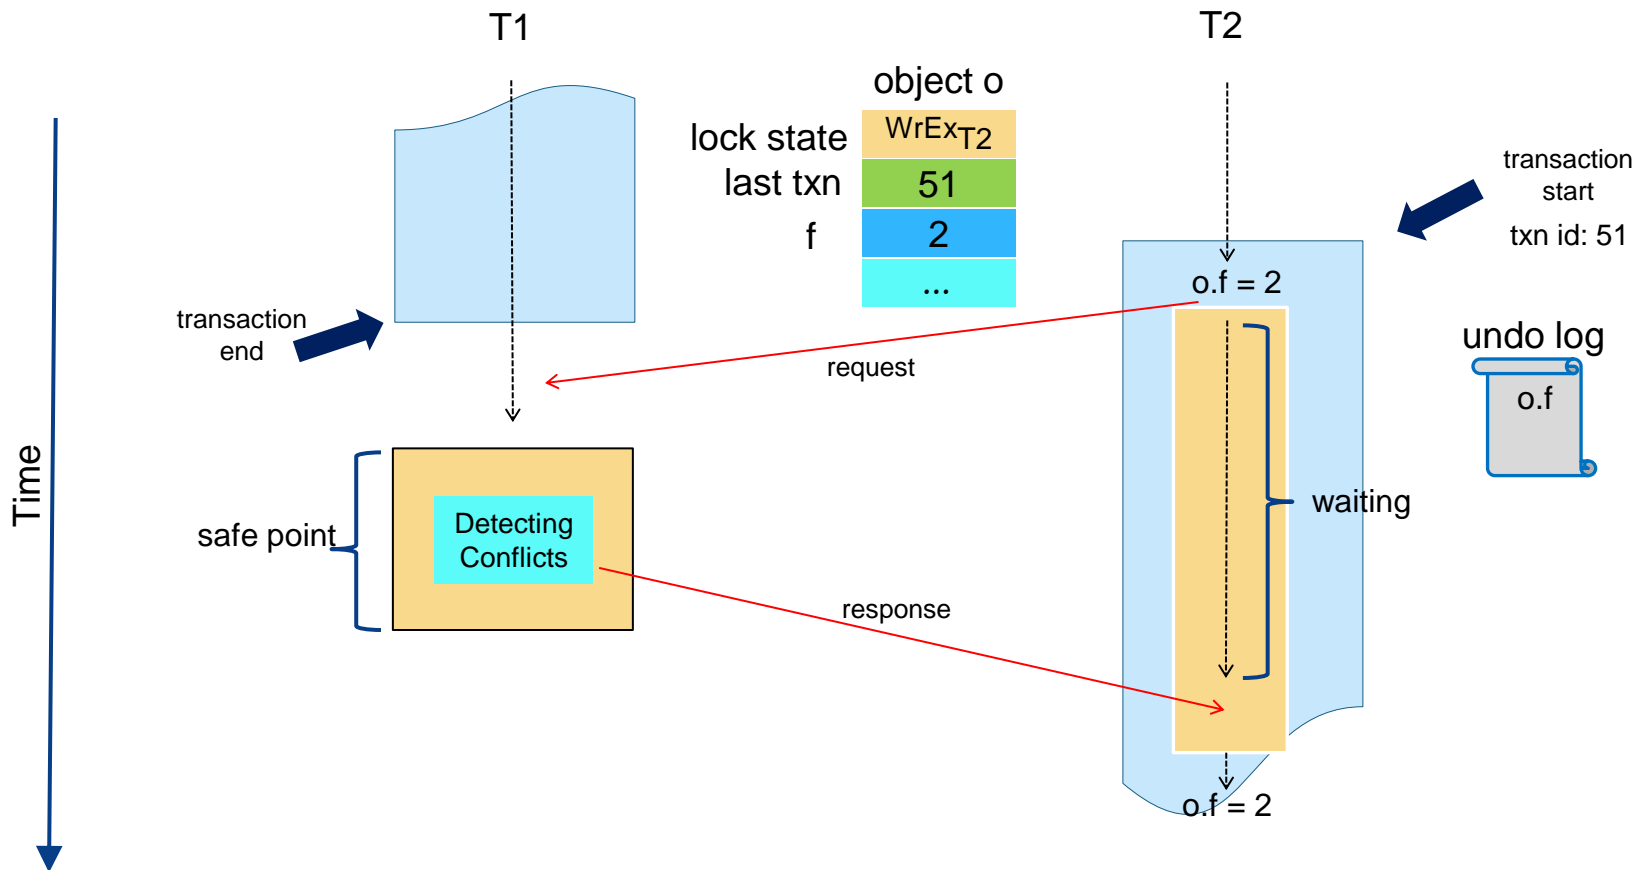 T1
T2
object o
lock state
WrExT2
last txn
51
f
2
...
transaction
start
txn id: 51
o.f = 2
transaction
end
request
undo log
o.f
Time
safe point
Detecting
Conflicts
waiting
response
o.f = 2